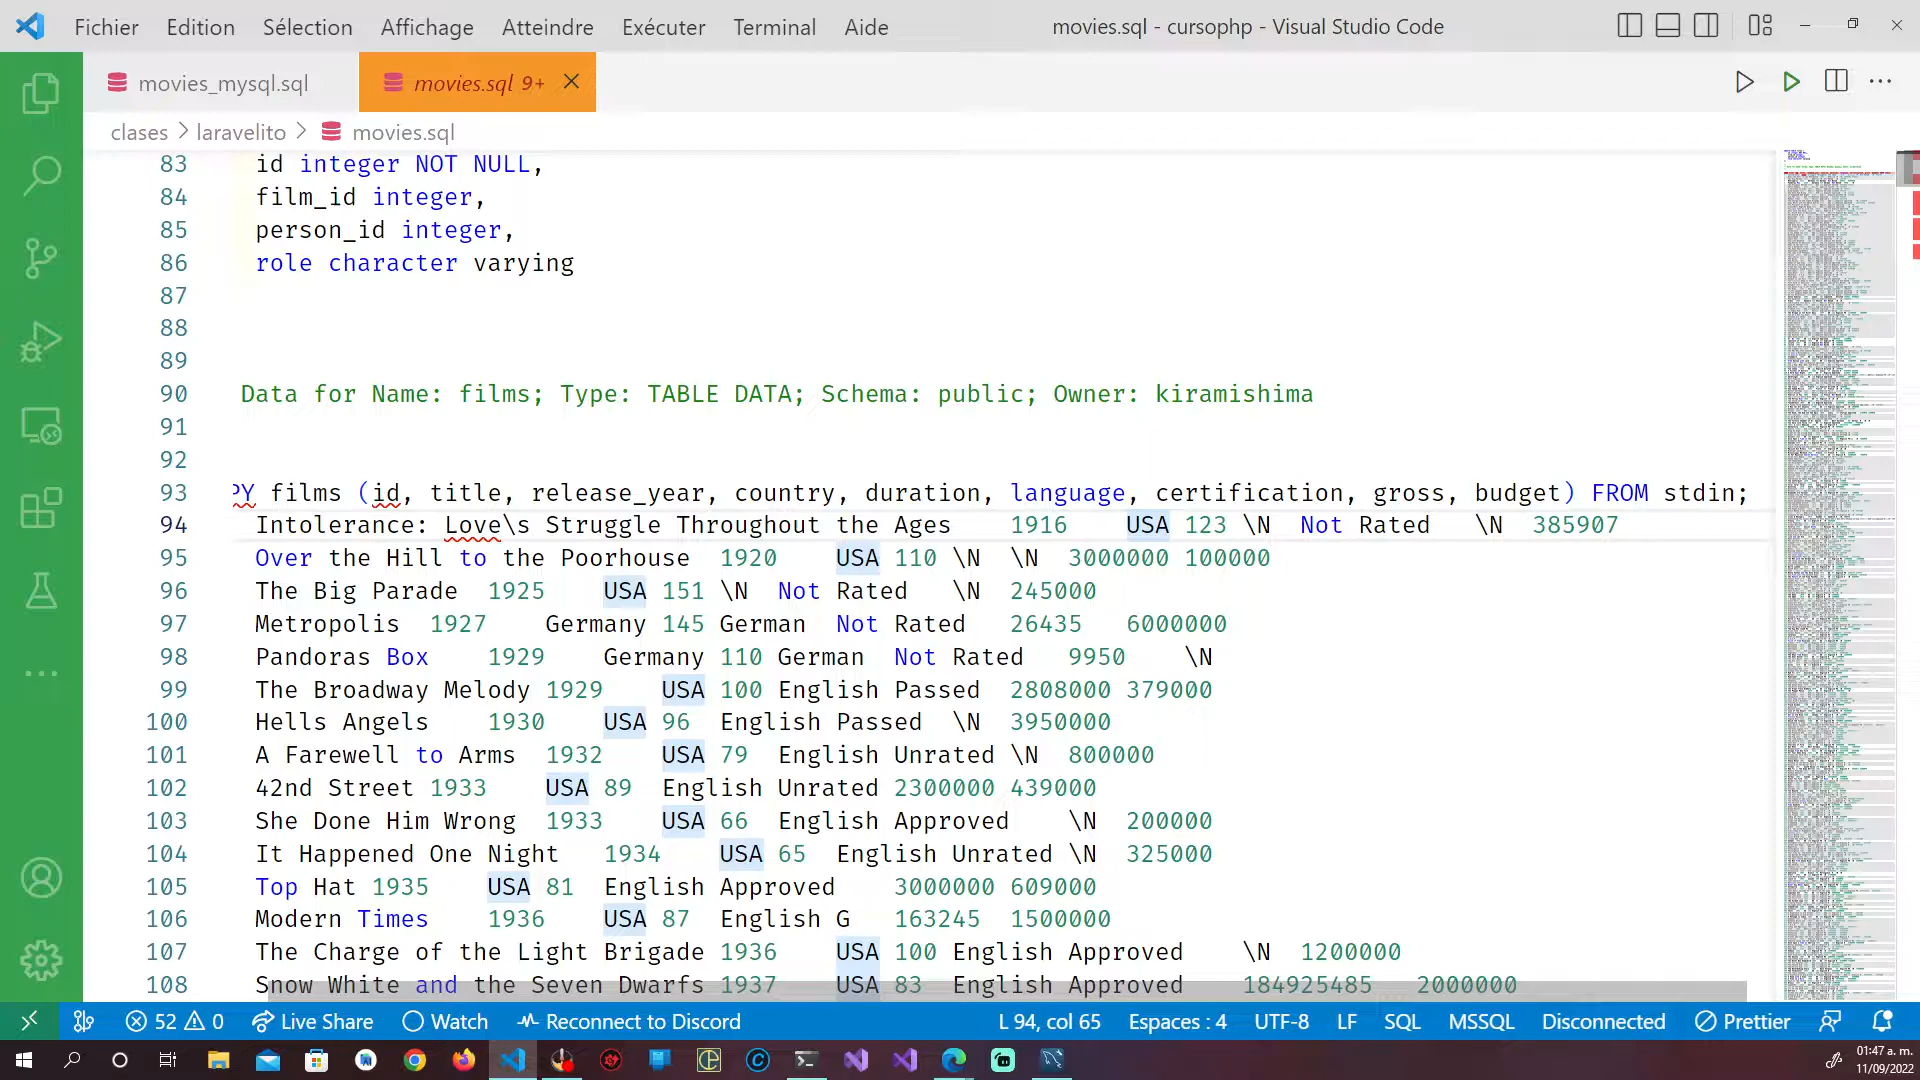 Fichier Edition Sélection Affichage Atteindre Exécuter Terminal Aide movies.sql - cursophp - Visual Studio Code
movies_mysql.sql movies.sql 9+
clases > laravelito > movies.sql
83 id integer NOT NULL,
84 film_id integer,
85 person_id integer,
86 role character varying
87
88
89
90 Data for Name: films; Type: TABLE DATA; Schema: public; Owner: kiramishima
91
92
93 PY films (id, title, release_year, country, duration, language, certification, gross, budget) FROM stdin;
94 Intolerance: Love\s Struggle Throughout the Ages 1916 USA 123 \N Not Rated \N 385907
95 Over the Hill to the Poorhouse 1920 USA 110 \N \N 3000000 100000
96 The Big Parade 1925 USA 151 \N Not Rated \N 245000
97 Metropolis 1927 Germany 145 German Not Rated 26435 6000000
98 Pandoras Box 1929 Germany 110 German Not Rated 9950 \N
99 The Broadway Melody 1929 USA 100 English Passed 2808000 379000
100 Hells Angels 1930 USA 96 English Passed \N 3950000
101 A Farewell to Arms 1932 USA 79 English Unrated \N 800000
102 42nd Street 1933 USA 89 English Unrated 2300000 439000
103 She Done Him Wrong 1933 USA 66 English Approved \N 200000
104 It Happened One Night 1934 USA 65 English Unrated \N 325000
105 Top Hat 1935 USA 81 English Approved 3000000 609000
106 Modern Times 1936 USA 87 English G 163245 1500000
107 The Charge of the Light Brigade 1936 USA 100 English Approved \N 1200000
108 Snow White and the Seven Dwarfs 1937 USA 83 English Approved 184925485 2000000
52 0 Live Share Watch Reconnect to Discord L 94, col 65 Espaces : 4 UTF-8 LF SQL MSSQL Disconnected Prettier
01:47 a. m.
11/09/2022